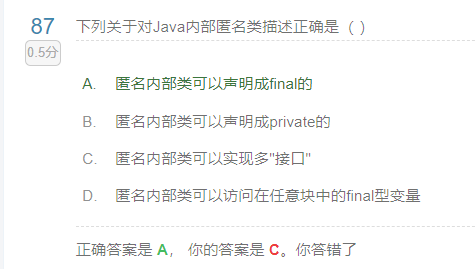 87 下列关于对Java内部匿名类描述正确是（ ）
0.5分
A. 匿名内部类可以声明成final的
B. 匿名内部类可以声明成private的
C. 匿名内部类可以实现多"接口"
D. 匿名内部类可以访问在任意块中的final型变量
正确答案是 A， 你的答案是 C。你答错了